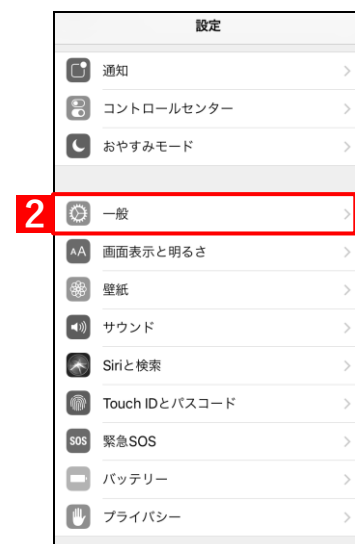 設定
通知
コントロールセンター
おやすみモード
2
一般
AA
画面表示と明るさ
壁紙
サウンド
Siriと検索
Touch IDとパスコード
SOS
緊急SOS
バッテリー
プライバシー